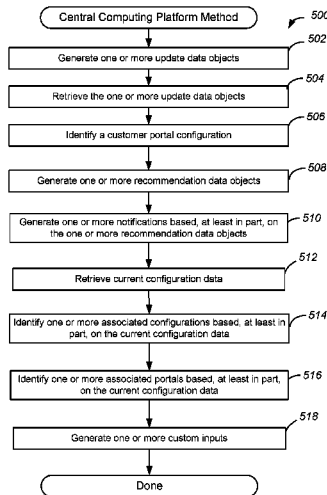 Central Computing Platform Method
500
Generate one or more update data objects
502
Retrieve the one or more update data objects
504
Identify a customer portal configuration
506
Generate one or more recommendation data objects
508
Generate one or more notifications based, at least in part, on
the one or more recommendation data objects
510
Retrieve current configuration data
512
Identify one or more associated configurations based, at least in
part, on the current configuration data
514
Identify one or more associated portals based, at least in part,
on the current configuration data
516
Generate one or more custom inputs
518
Done